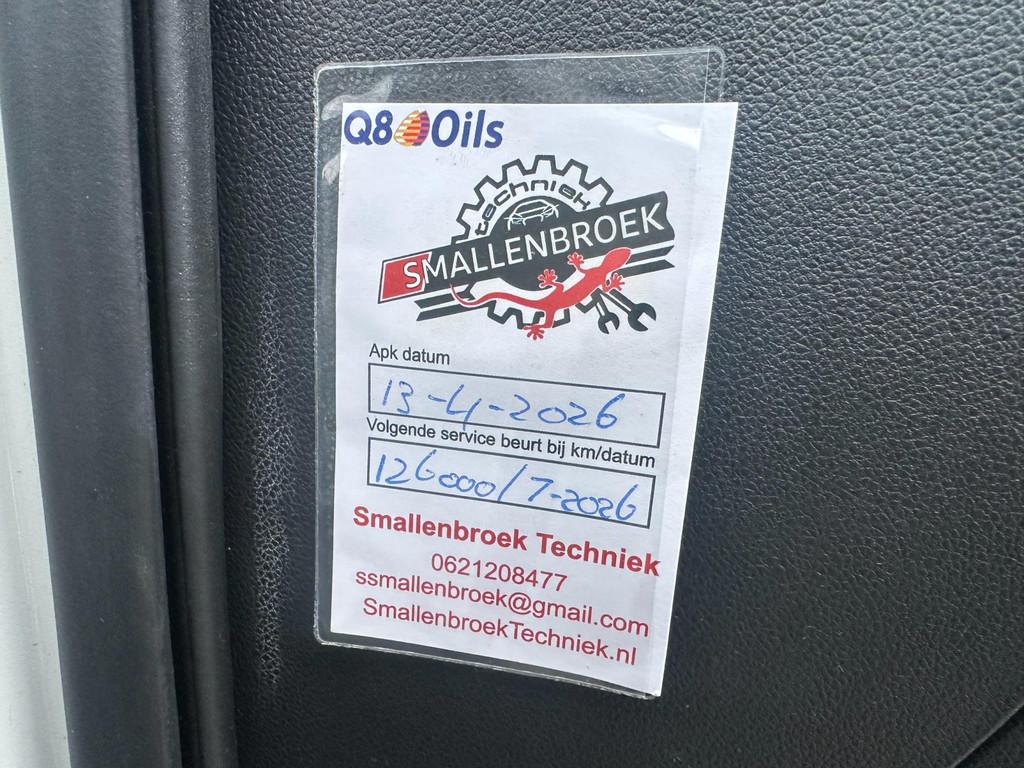 Q8 Oils
techniek
SMALLENBROEK
Apk datum
13-4-2026
Volgende service beurt bij km/datum
126000/7-2026
Smallenbroek Techniek
0621208477
ssmallenbroek@gmail.com
SmallenbroekTechniek.nl